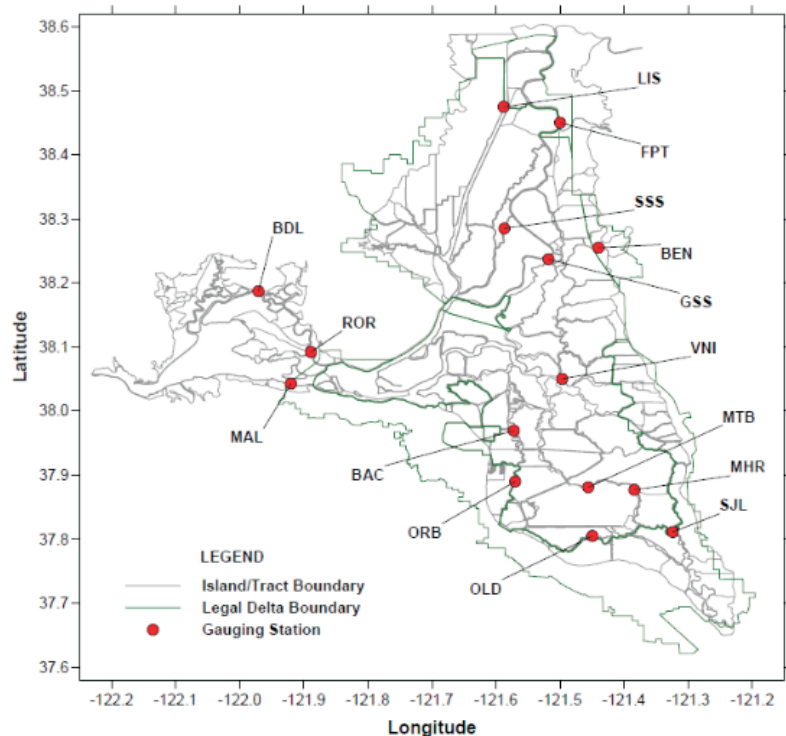 38.6
38.5
38.4
38.3
38.2
38.1
38.0
37.9
37.8
37.7
37.6
Latitude
LIS
FPT
SSS
BDL
BEN
GSS
ROR
VNI
MAL
MTB
BAC
MHR
SJL
ORB
OLD
LEGEND
Island/Tract Boundary
Legal Delta Boundary
Gauging Station
-122.2 -122.1 -122.0 -121.9 -121.8 -121.7 -121.6 -121.5 -121.4 -121.3 -121.2
Longitude